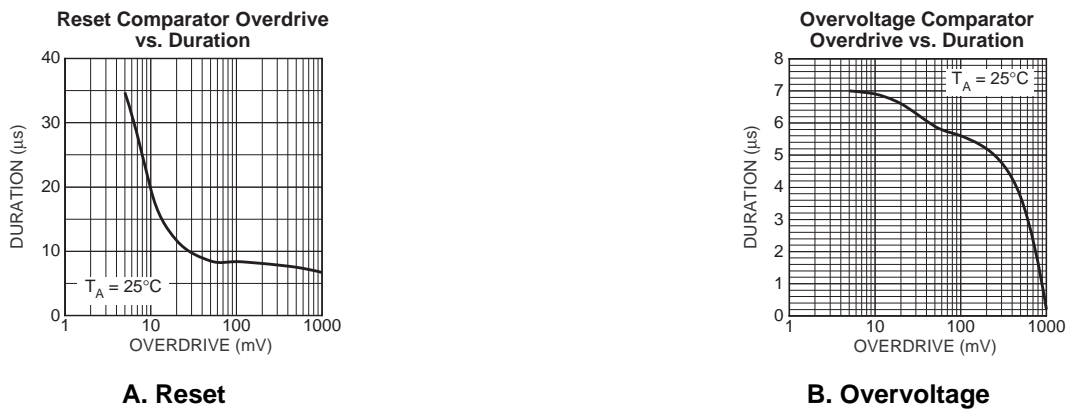 Reset Comparator Overdrive
vs. Duration
40
30
20
10
0
DURATION (μs)
T_A = 25°C
1
10
100
1000
OVERDRIVE (mV)
A. Reset
Overvoltage Comparator
Overdrive vs. Duration
8
7
6
5
4
3
2
1
0
DURATION (μs)
T_A = 25°C
1
10
100
1000
OVERDRIVE (mV)
B. Overvoltage